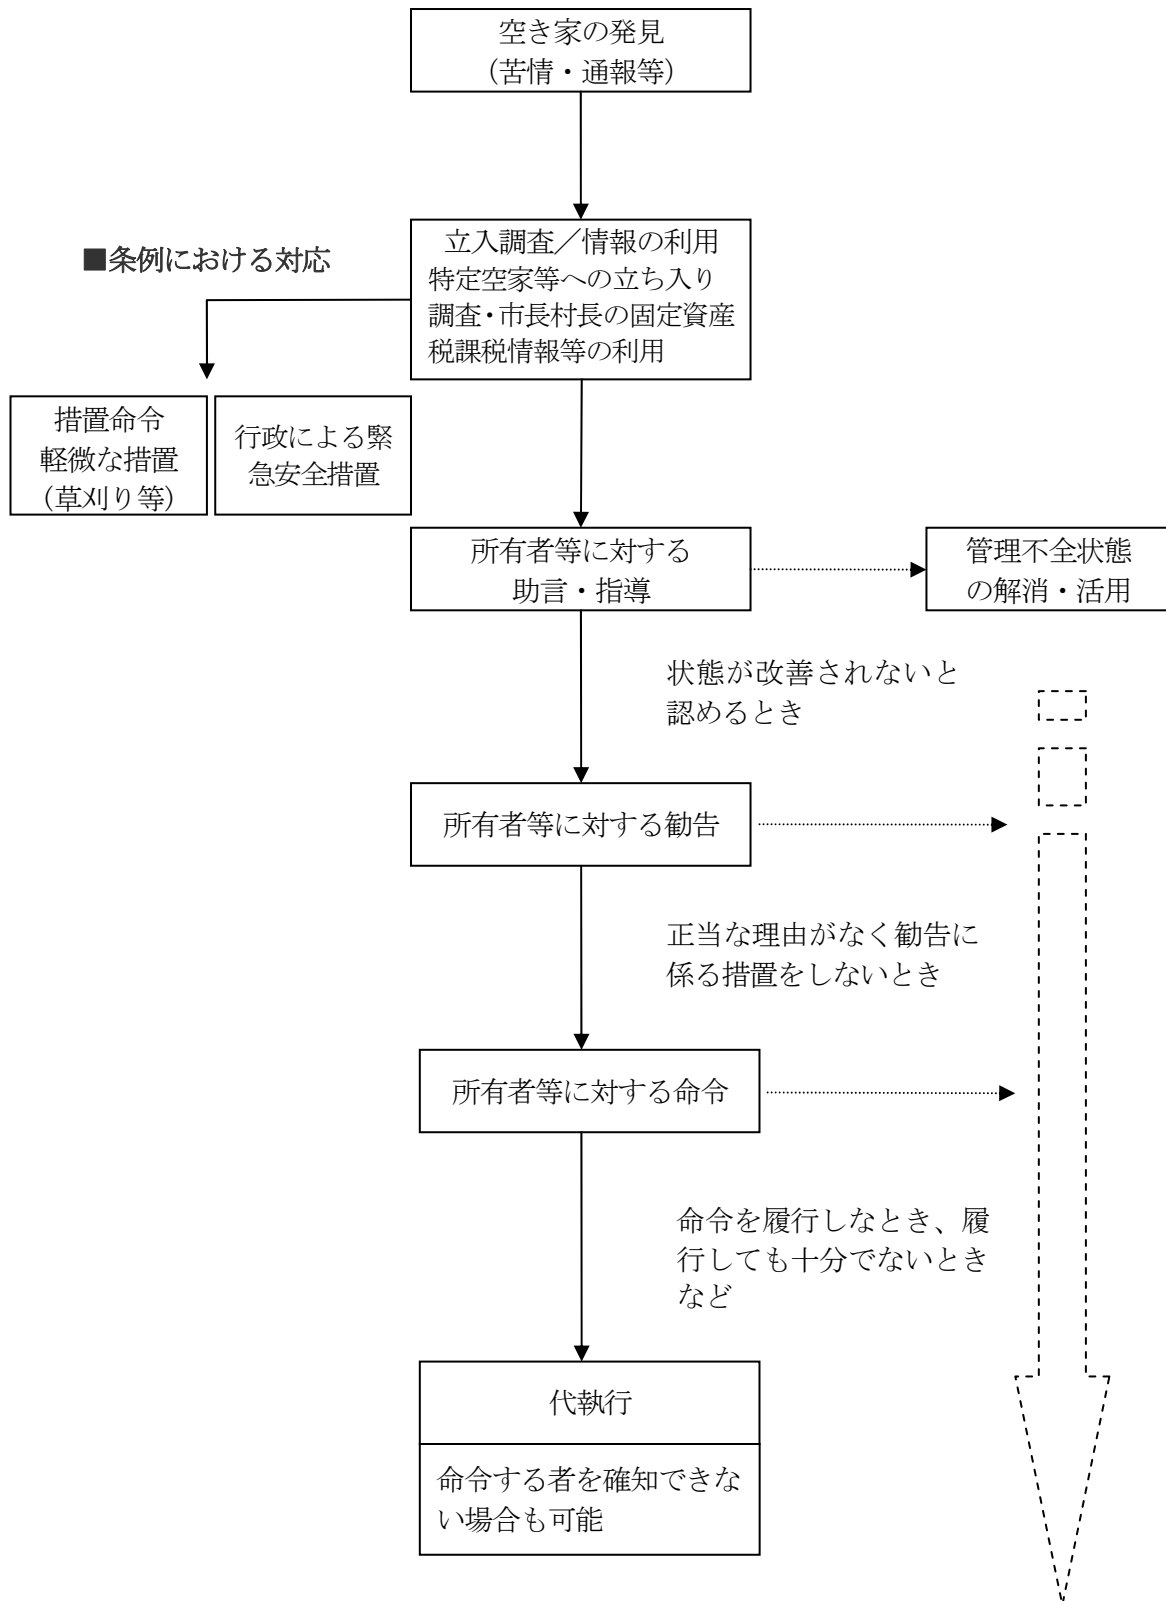 空き家の発見
（苦情・通報等）
立入調査／情報の利用
特定空家等への立ち入り
調査・市長村長の固定資産
税課税情報等の利用
■条例における対応
措置命令
軽微な措置
（草刈り等）
行政による緊
急安全措置
所有者等に対する
助言・指導
管理不全状態
の解消・活用
状態が改善されないと
認めるとき
所有者等に対する勧告
正当な理由がなく勧告に
係る措置をしないとき
所有者等に対する命令
命令を履行しなとき、履
行しても十分でないとき
など
代執行
命令する者を確知できな
い場合も可能